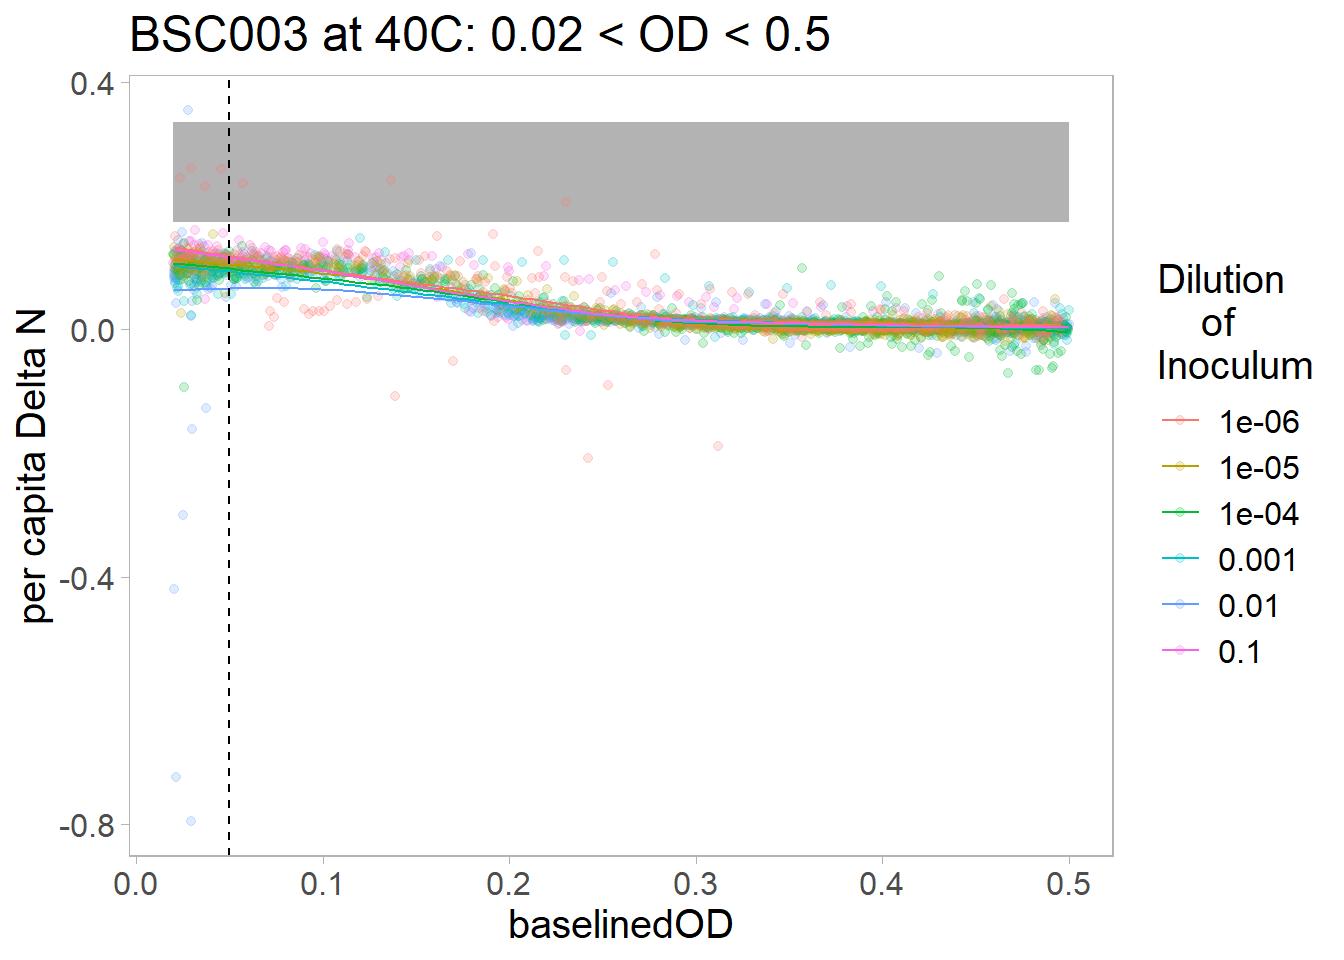 BSC003 at 40C: 0.02 < OD < 0.5
per capita Delta N
0.4
0.0
-0.4
-0.8
0.0 0.1 0.2 0.3 0.4 0.5
baselinedOD
Dilution
of
Inoculum
1e-06
1e-05
1e-04
0.001
0.01
0.1